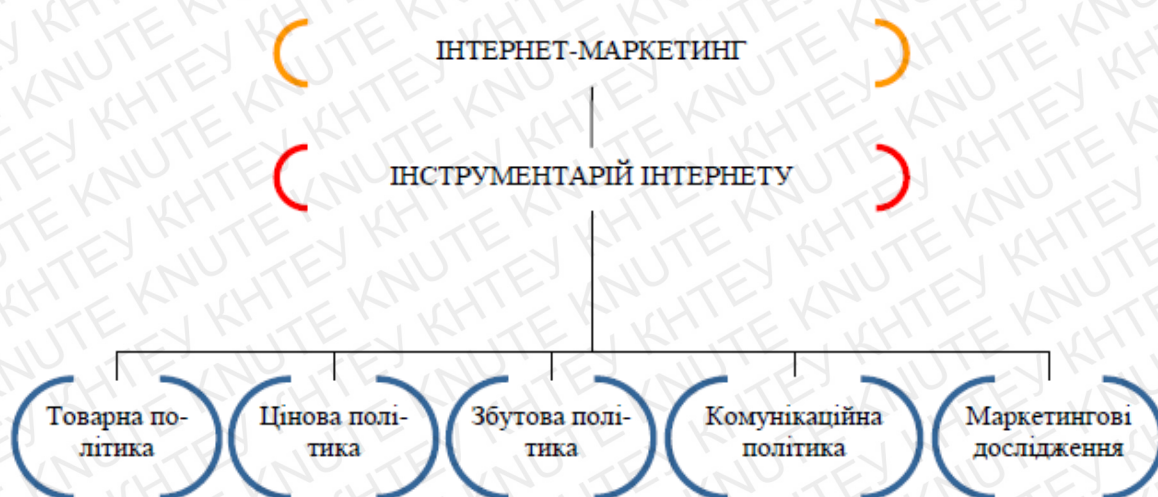 ІНТЕРНЕТ-МАРКЕТИНГ
ІНСТРУМЕНТАРІЙ ІНТЕРНЕТУ
Товарна по-
літика
Цінова полі-
тика
Збутова полі-
тика
Комунікаційна
політика
Маркетингові
дослідження